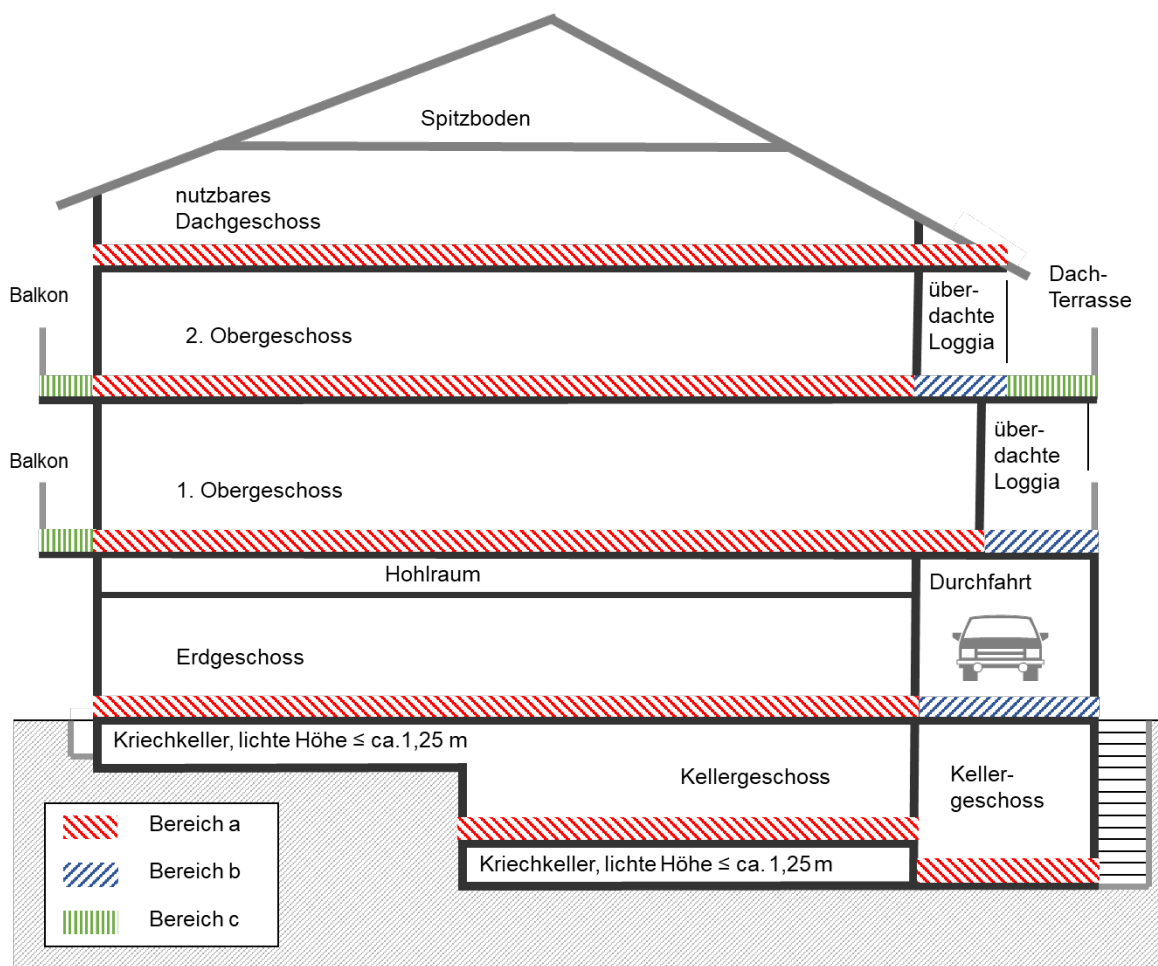 Spitzboden
nutzbares
Dachgeschoss
Balkon
2. Obergeschoss
über-
dachte
Loggia
Dach-
Terrasse
Balkon
1. Obergeschoss
über-
dachte
Loggia
Hohlraum
Durchfahrt
Erdgeschoss
Kriechkeller, lichte Höhe ≤ ca.1,25 m
Kellergeschoss
Keller-
geschoss
Kriechkeller, lichte Höhe ≤ ca. 1,25 m
Bereich a
Bereich b
Bereich c